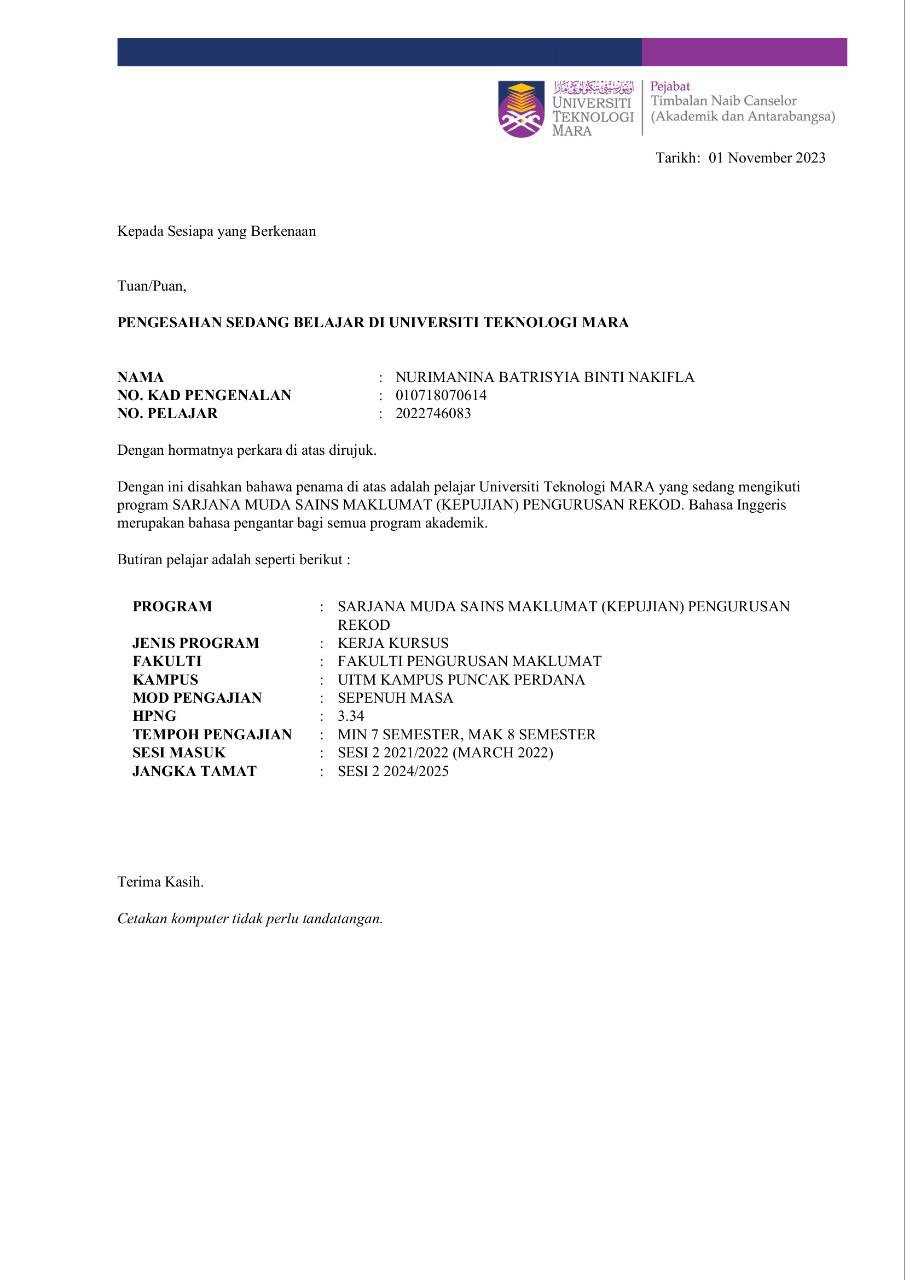 UNIVERSITI
TEKNOLOGI
MARA
Pejabat
Timbalan Naib Canselor
(Akademik dan Antarabangsa)
Tarikh: 01 November 2023
Kepada Sesiapa yang Berkenaan
Tuan/Puan,
PENGESAHAN SEDANG BELAJAR DI UNIVERSITI TEKNOLOGI MARA
NAMA : NURIMANINA BATRISYIA BINTI NAKIFLA
NO. KAD PENGENALAN : 010718070614
NO. PELAJAR : 2022746083
Dengan hormatnya perkara di atas dirujuk.
Dengan ini disahkan bahawa penama di atas adalah pelajar Universiti Teknologi MARA yang sedang mengikuti
program SARJANA MUDA SAINS MAKLUMAT (KEPUJIAN) PENGURUSAN REKOD. Bahasa Inggeris
merupakan bahasa pengantar bagi semua program akademik.
Butiran pelajar adalah seperti berikut :
PROGRAM : SARJANA MUDA SAINS MAKLUMAT (KEPUJIAN) PENGURUSAN
REKOD
JENIS PROGRAM : KERJA KURSUS
FAKULTI : FAKULTI PENGURUSAN MAKLUMAT
KAMPUS : UITM KAMPUS PUNCAK PERDANA
MOD PENGAJIAN : SEPENUH MASA
HPNG : 3.34
TEMPOH PENGAJIAN : MIN 7 SEMESTER, MAK 8 SEMESTER
SESI MASUK : SESI 2 2021/2022 (MARCH 2022)
JANGKA TAMAT : SESI 2 2024/2025
Terima Kasih.
Cetakan komputer tidak perlu tandatangan.